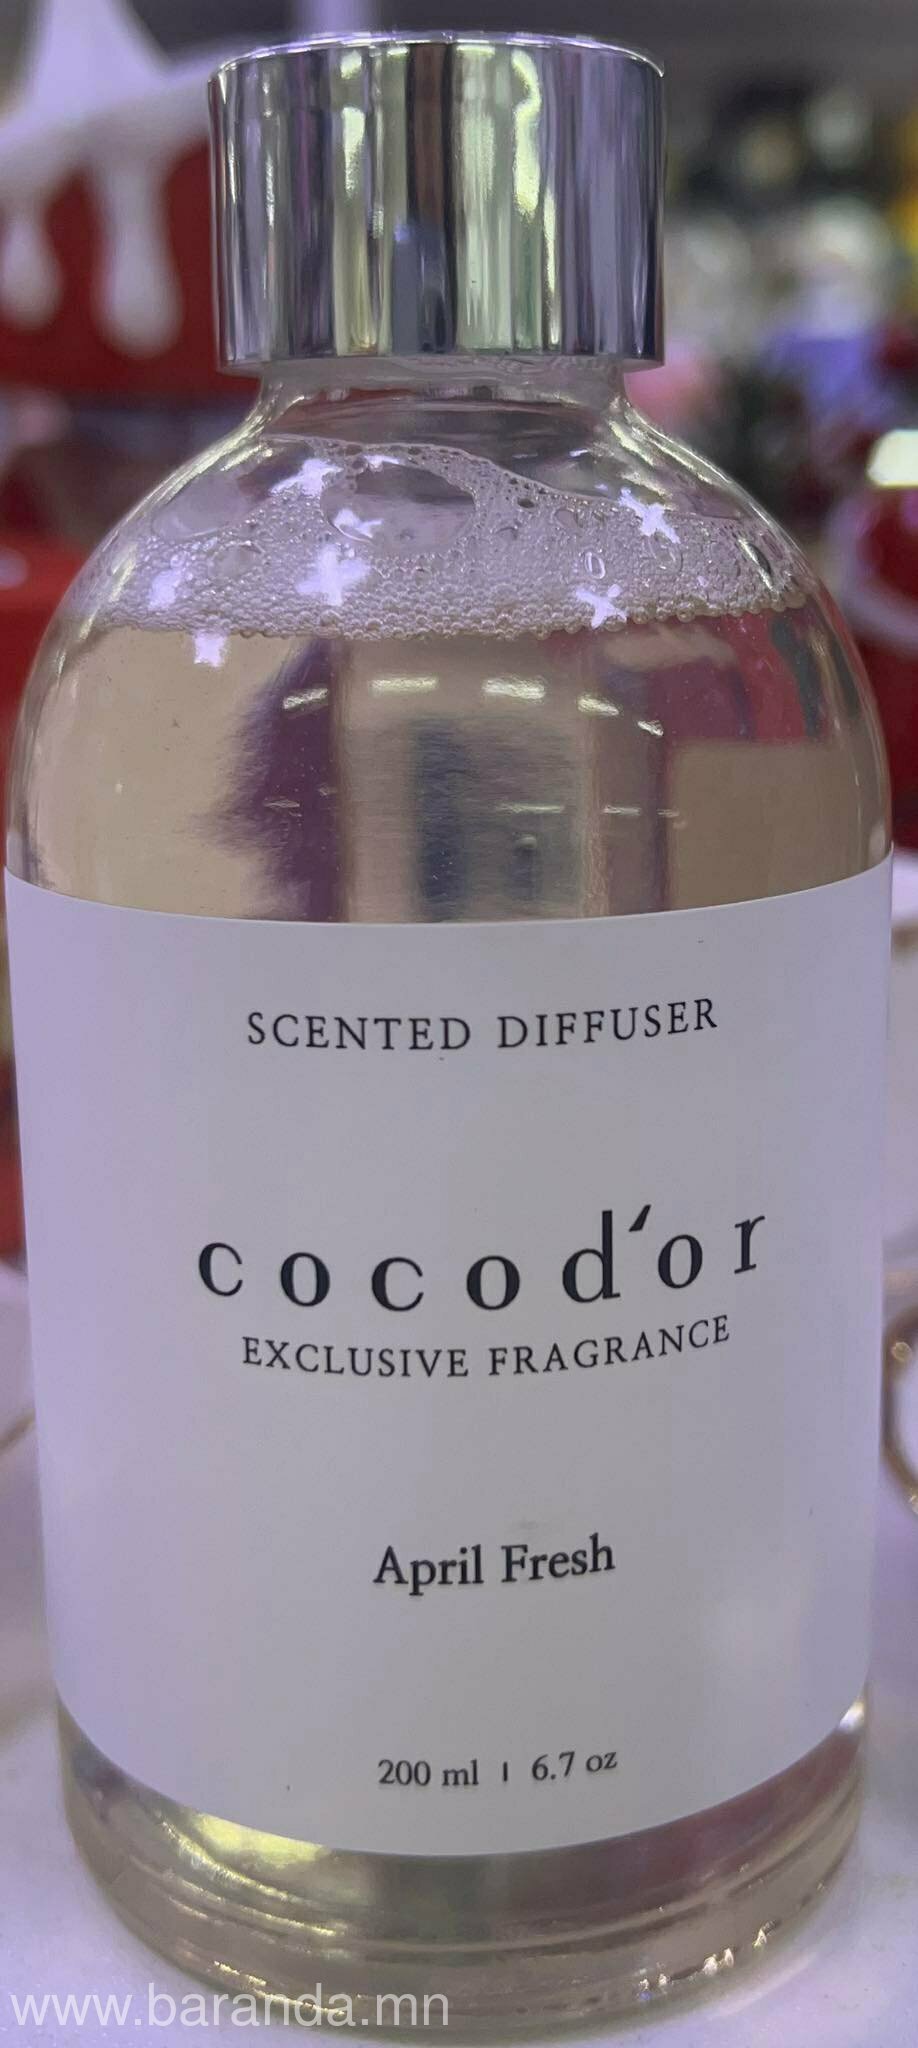 SCENTED DIFFUSER
cocod'or
EXCLUSIVE FRAGRANCE
April Fresh
200 ml | 6.7 oz
www.baranda.mn